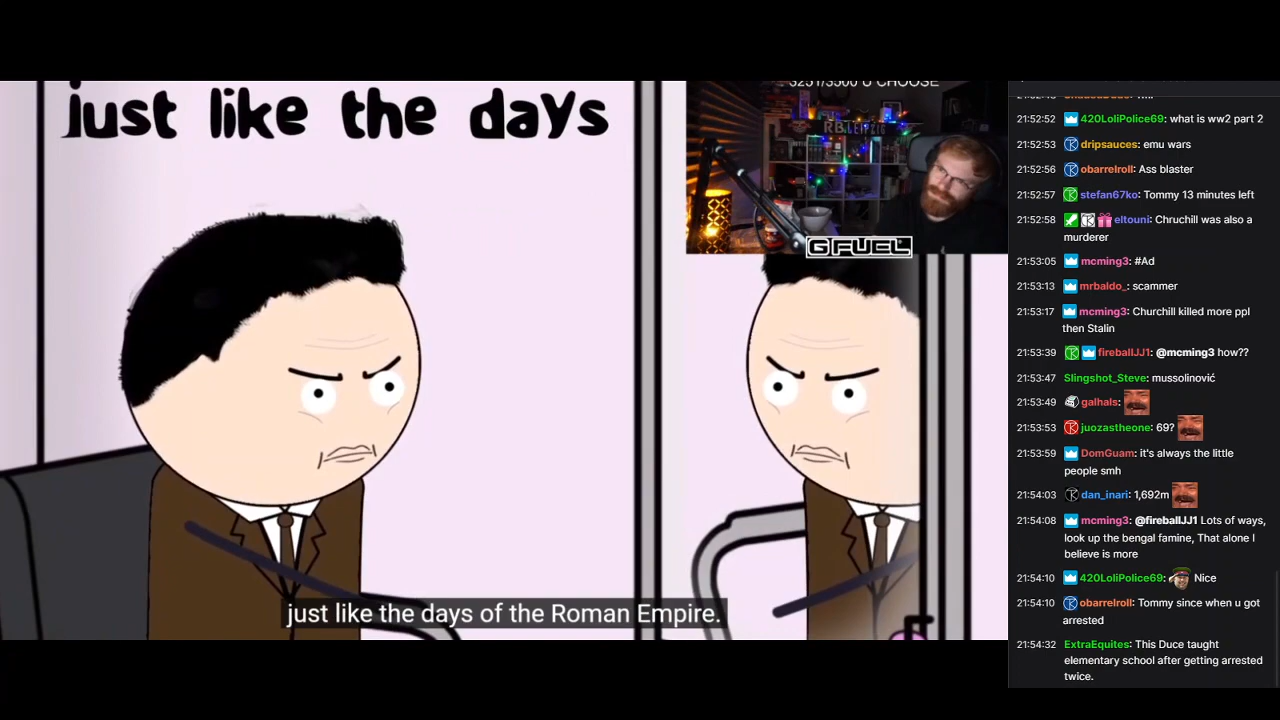 just like the days
3251/3500 U CHOOSE
RB LEIPZIG
G FUEL
just like the days of the Roman Empire.
21:52:52 420LoliPolice69: what is ww2 part 2
21:52:53 dripsauces: emu wars
21:52:56 obarrelroll: Ass blaster
21:52:57 stefan67ko: Tommy 13 minutes left
21:52:58 eltouni: Chruchill was also a
murderer
21:53:05 mcming3: #Ad
21:53:13 mrbaldo_: scammer
21:53:17 mcming3: Churchill killed more ppl
then Stalin
21:53:39 fireballJJ1: @mcming3 how??
21:53:47 Slingshot_Steve: mussolinović
21:53:49 galhals:
21:53:53 juozastheone: 69?
21:53:59 DomGuam: it's always the little
people smh
21:54:03 dan_inari: 1,692m
21:54:08 mcming3: @fireballJJ1 Lots of ways,
look up the bengal famine, That alone I
believe is more
21:54:10 420LoliPolice69: Nice
21:54:10 obarrelroll: Tommy since when u got
arrested
21:54:32 ExtraEquites: This Duce taught
elementary school after getting arrested
twice.